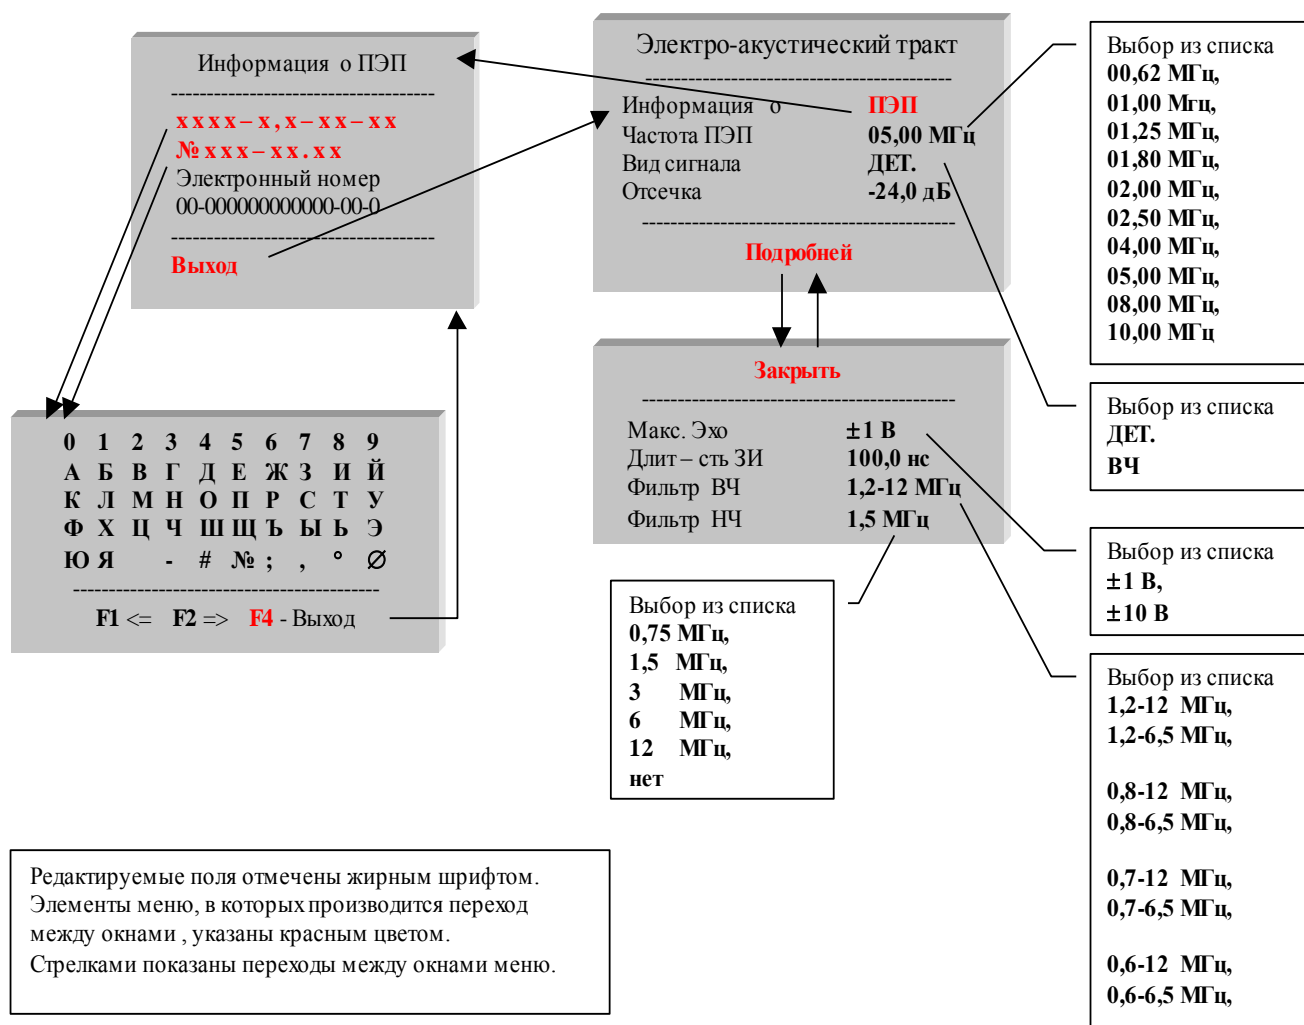 Информация о ПЭП
------------------------------------
xxxx–x,x–xx–xx
№xxx–xx.xx
Электронный номер
00-000000000000-00-0
------------------------------------
Выход
Электро-акустический тракт
------------------------------------------
Информация о ПЭП
Частота ПЭП 05,00 МГц
Вид сигнала ДЕТ.
Отсечка -24,0 дБ
-------------------------------------------
Подробней
Выбор из списка
00,62 МГц,
01,00 Мгц,
01,25 МГц,
01,80 МГц,
02,00 МГц,
02,50 МГц,
04,00 МГц,
05,00 МГц,
08,00 МГц,
10,00 МГц
Закрыть
-------------------------------------------
Макс. Эхо ±1 В
Длит – сть ЗИ 100,0 нс
Фильтр ВЧ 1,2-12 МГц
Фильтр НЧ 1,5 МГц
Выбор из списка
ДЕТ.
ВЧ
0 1 2 3 4 5 6 7 8 9
А Б В Г Д Е Ж З И Й
К Л М Н О П Р С Т У
Ф Х Ц Ч Ш Щ Ъ Ы Ь Э
Ю Я - # № ; , ° ∅
------------------------------------------
F1 <= F2 => F4 - Выход
Выбор из списка
±1 В,
±10 В
Выбор из списка
0,75 МГц,
1,5 МГц,
3 МГц,
6 МГц,
12 МГц,
нет
Выбор из списка
1,2-12 МГц,
1,2-6,5 МГц,
0,8-12 МГц,
0,8-6,5 МГц,
0,7-12 МГц,
0,7-6,5 МГц,
0,6-12 МГц,
0,6-6,5 МГц,
Редактируемые поля отмечены жирным шрифтом.
Элементы меню, в которых производится переход
между окнами , указаны красным цветом.
Стрелками показаны переходы между окнами меню.